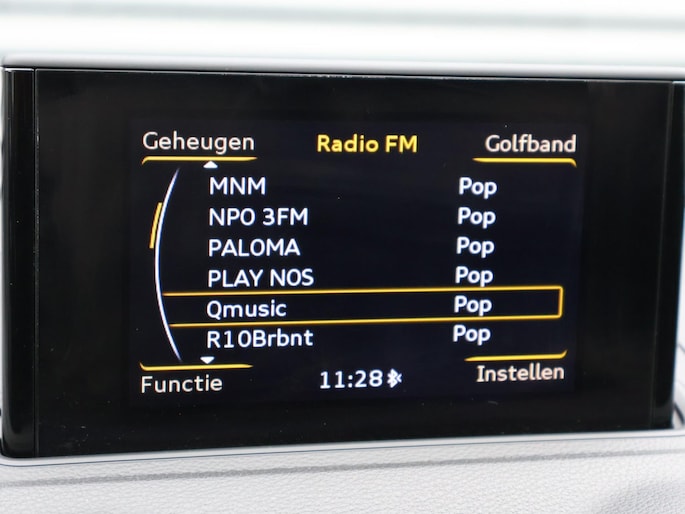 Geheugen Radio FM Golfband
MNM Pop
NPO 3FM Pop
PALOMA Pop
PLAY NOS Pop
Qmusic Pop
R10Brbnt Pop
Functie 11:28 Instellen